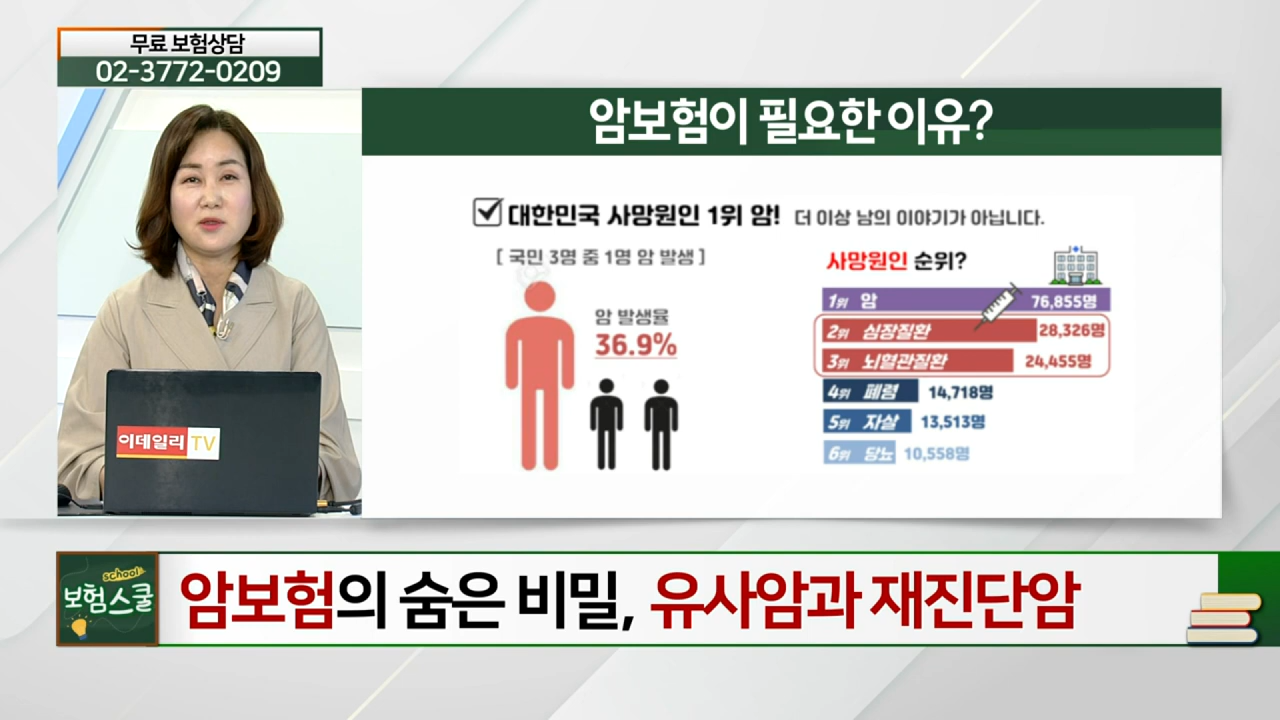 무료 보험상담
02-3772-0209
암보험이 필요한 이유?
대한민국 사망원인 1위 암! 더 이상 남의 이야기가 아닙니다.
[ 국민 3명 중 1명 암 발생 ]
암 발생율
36.9%
사망원인 순위?
1위 암 76,855명
2위 심장질환 28,326명
3위 뇌혈관질환 24,455명
4위 폐렴 14,718명
5위 자살 13,513명
6위 당뇨 10,558명
이데일리 TV
school
보험스쿨
암보험의 숨은 비밀, 유사암과 재진단암